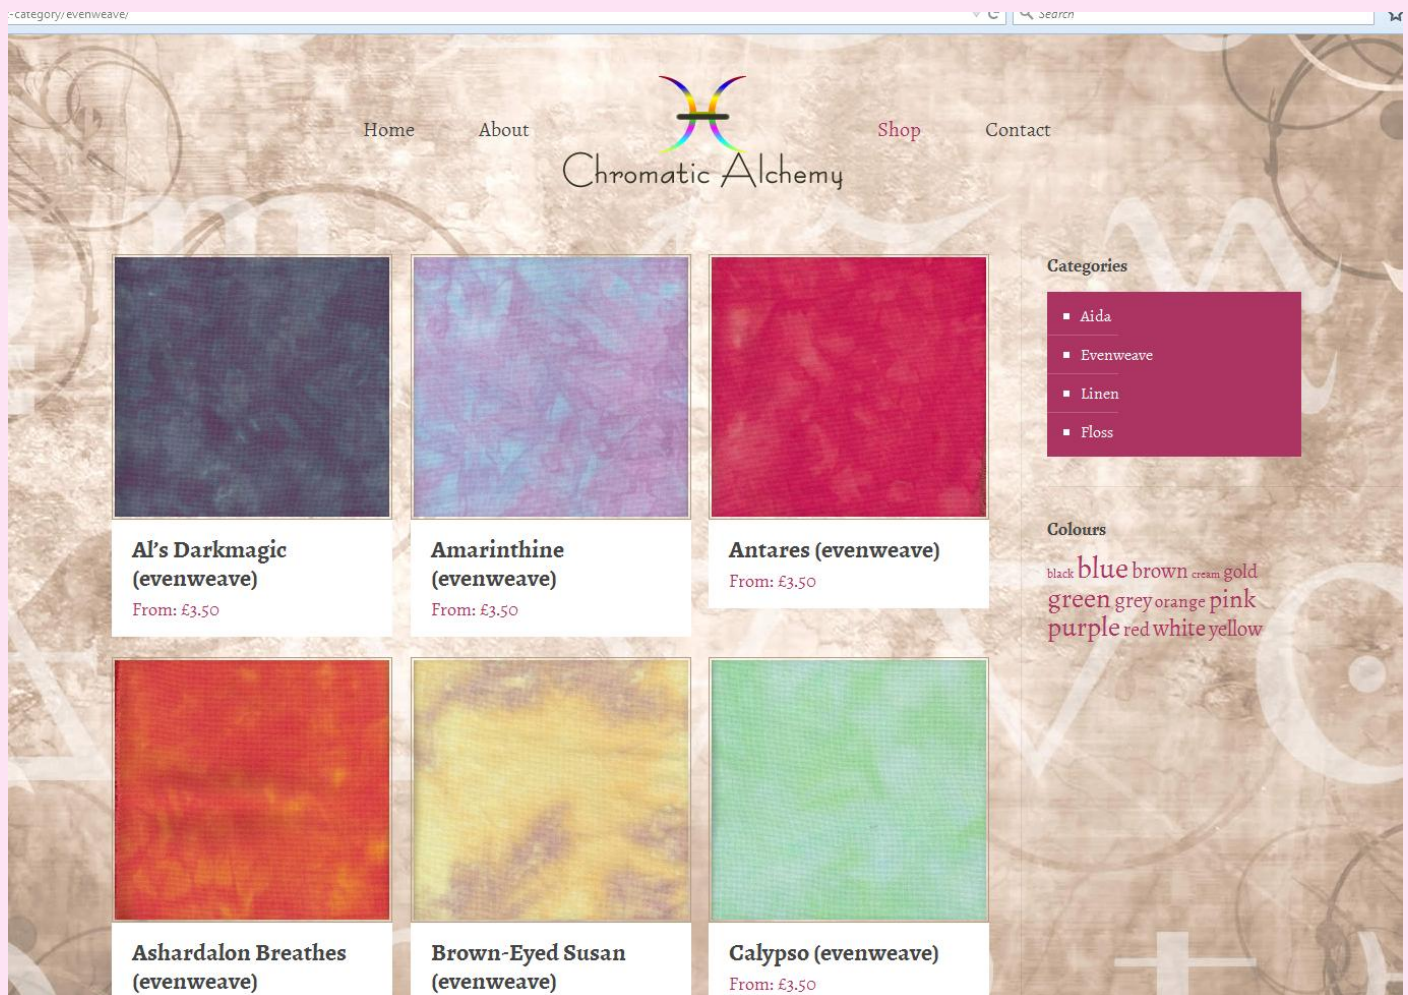 -category/evenweave/
Search
Home
About
Chromatic Alchemy
Shop
Contact
Al’s Darkmagic
(evenweave)
From: £3.50
Amarinthine
(evenweave)
From: £3.50
Antares (evenweave)
From: £3.50
Ashardalon Breathes
(evenweave)
Brown-Eyed Susan
(evenweave)
Calypso (evenweave)
From: £3.50
Categories
Aida
Evenweave
Linen
Floss
Colours
black blue brown cream gold
green grey orange pink
purple red white yellow